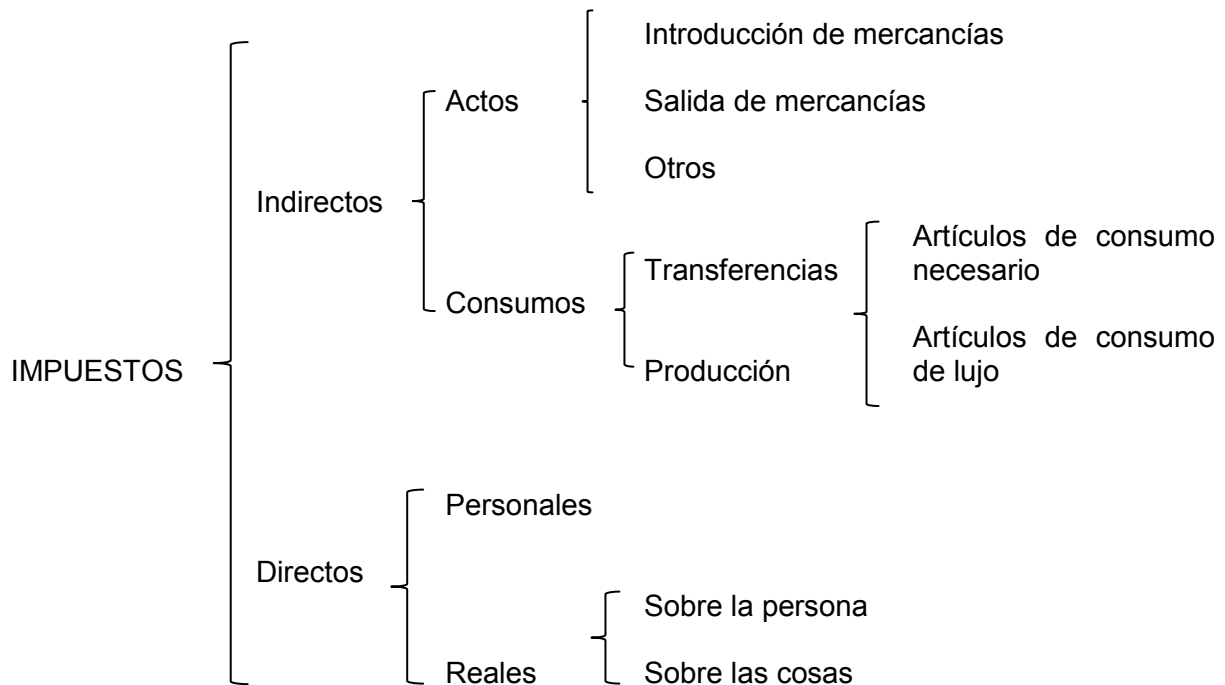 Introducción de mercancías
Actos
Salida de mercancías
Otros
Indirectos
Artículos de consumo
necesario
Transferencias
Consumos
Artículos de consumo
de lujo
IMPUESTOS
Producción
Personales
Directos
Sobre la persona
Reales
Sobre las cosas